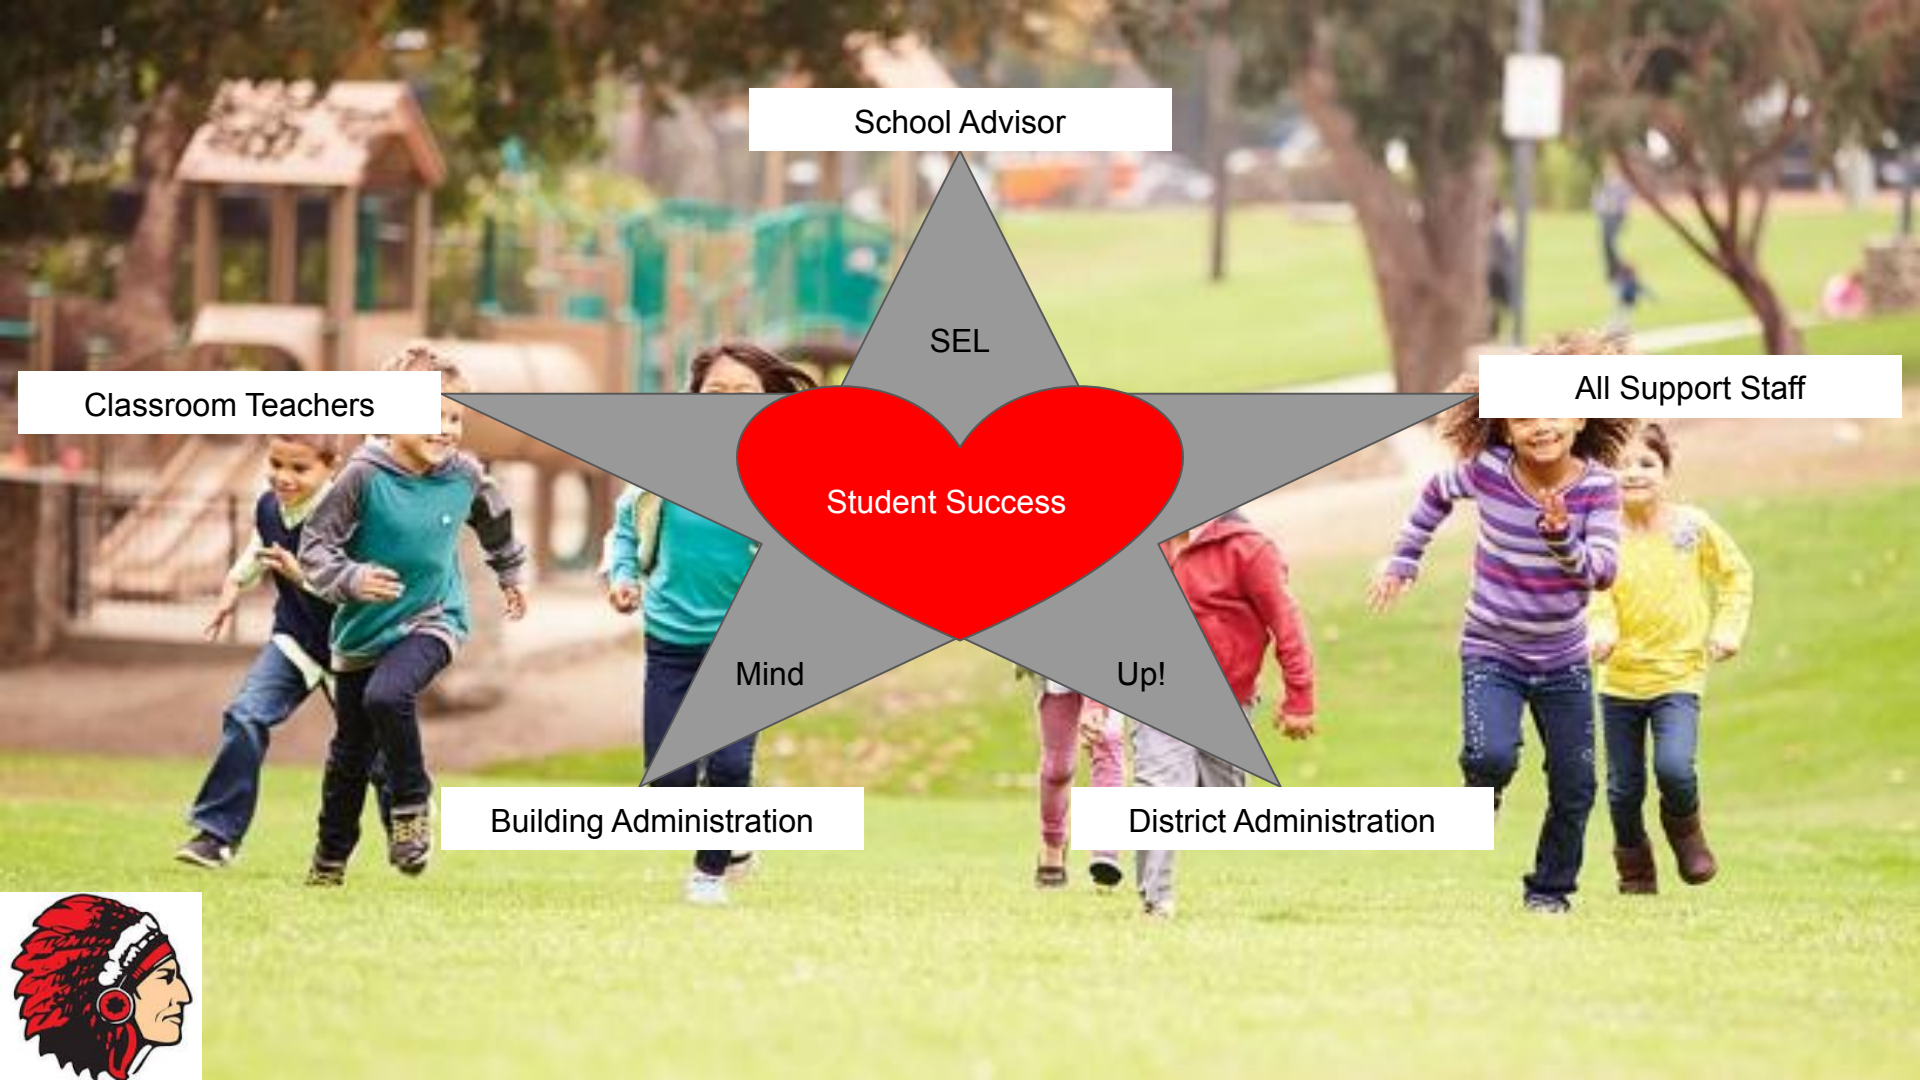 School Advisor
SEL
Classroom Teachers
All Support Staff
Student Success
Mind
Up!
Building Administration
District Administration